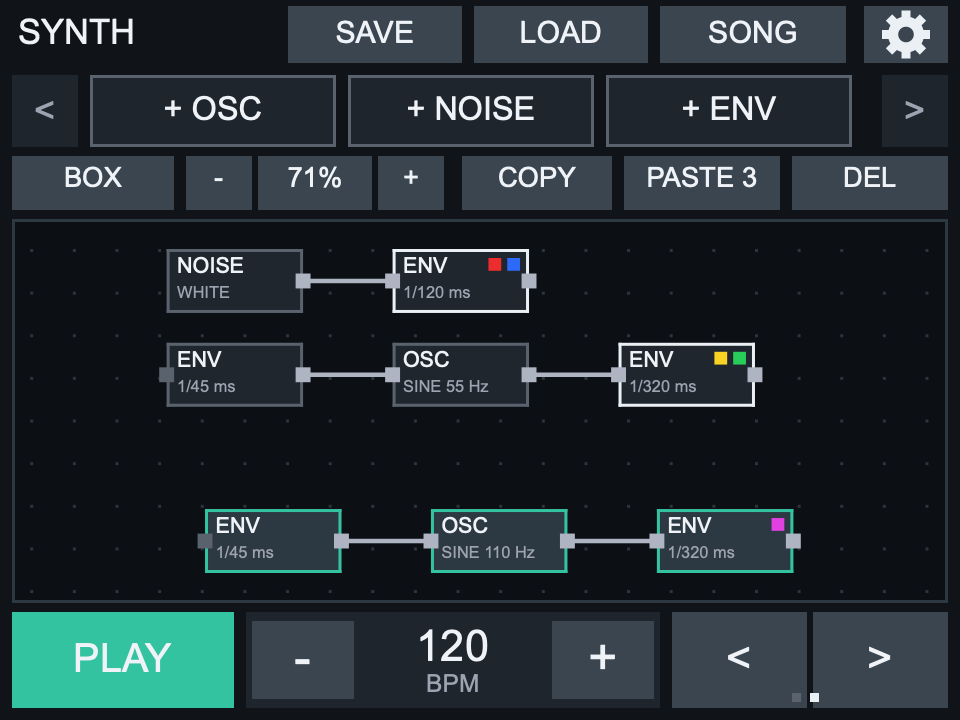 SYNTH
SAVE
LOAD
SONG
<
+ OSC
+ NOISE
+ ENV
>
BOX
-
71%
+
COPY
PASTE 3
DEL
NOISE
WHITE
ENV
1/120 ms
ENV
1/45 ms
OSC
SINE 55 Hz
ENV
1/320 ms
ENV
1/45 ms
OSC
SINE 110 Hz
ENV
1/320 ms
PLAY
-
120
BPM
+
<
>